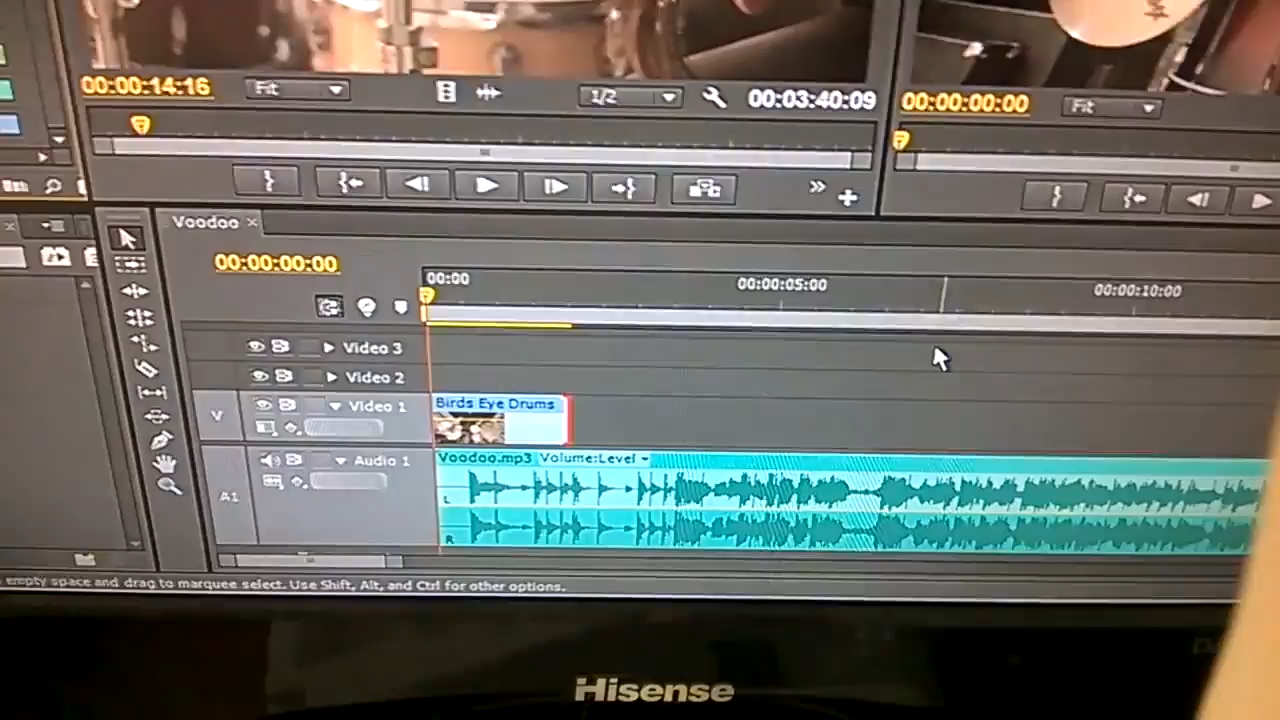 00:00:14:16 Fit 1/2 00:03:40:09 00:00:00:00 Fit
Voodoo
00:00:00:00
00:00 00:00:05:00 00:00:10:00
Video 3
Video 2
V Video 1
Birds Eye Drums
Audio 1
Voodoo.mp3 Volume:Level
A1
L
R
empty space and drag to marquee select. Use Shift, Alt, and Ctrl for other options.
Hisense